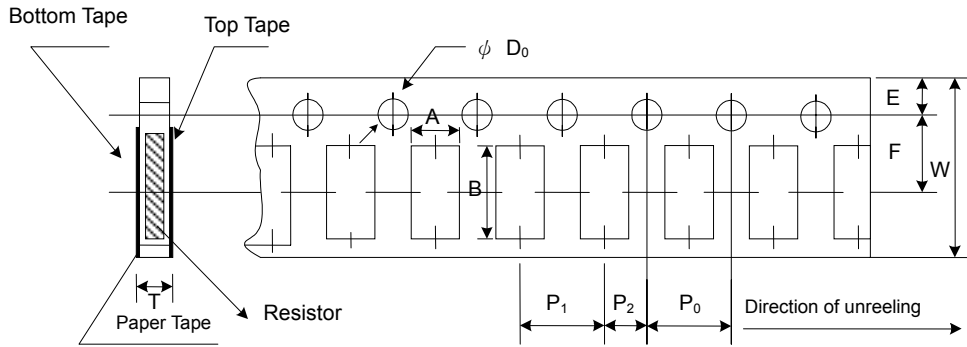 Bottom Tape
Top Tape
ϕ D₀
E
A
F
W
B
T
P₁
P₂
P₀
Direction of unreeling
Resistor
Paper Tape